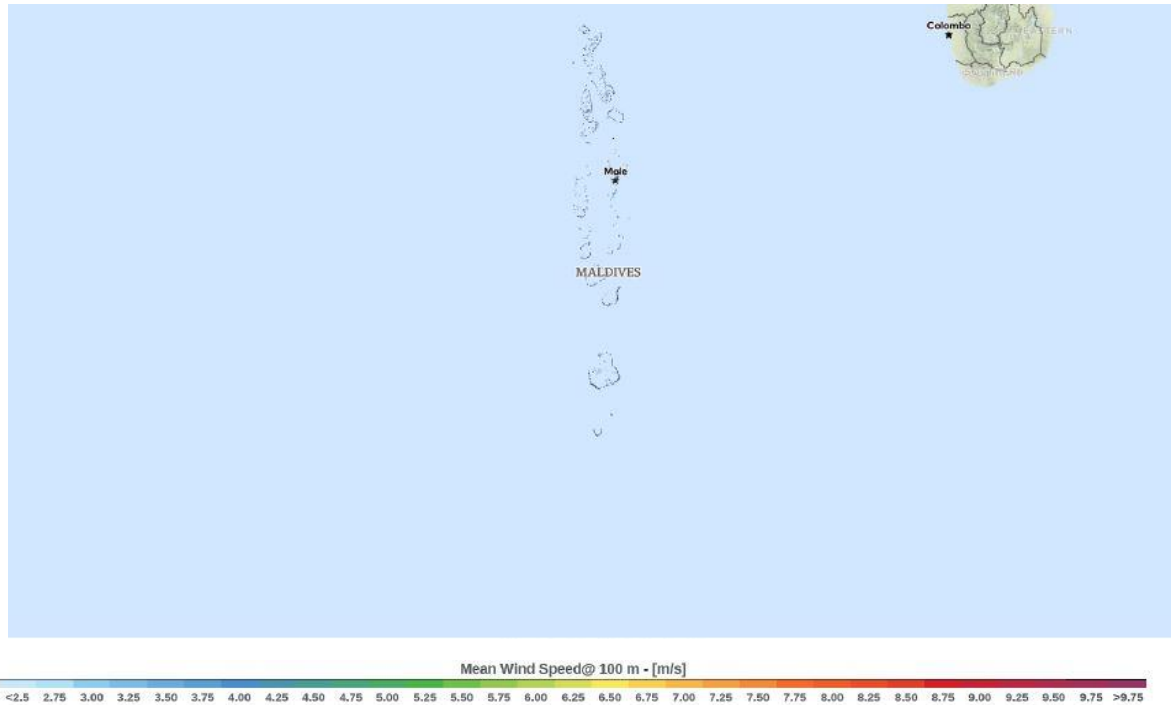 Colombo
EASTERN
Male
MALDIVES
Mean Wind Speed@ 100 m - [m/s]
<2.5 2.75 3.00 3.25 3.50 3.75 4.00 4.25 4.50 4.75 5.00 5.25 5.50 5.75 6.00 6.25 6.50 6.75 7.00 7.25 7.50 7.75 8.00 8.25 8.50 8.75 9.00 9.25 9.50 9.75 >9.75